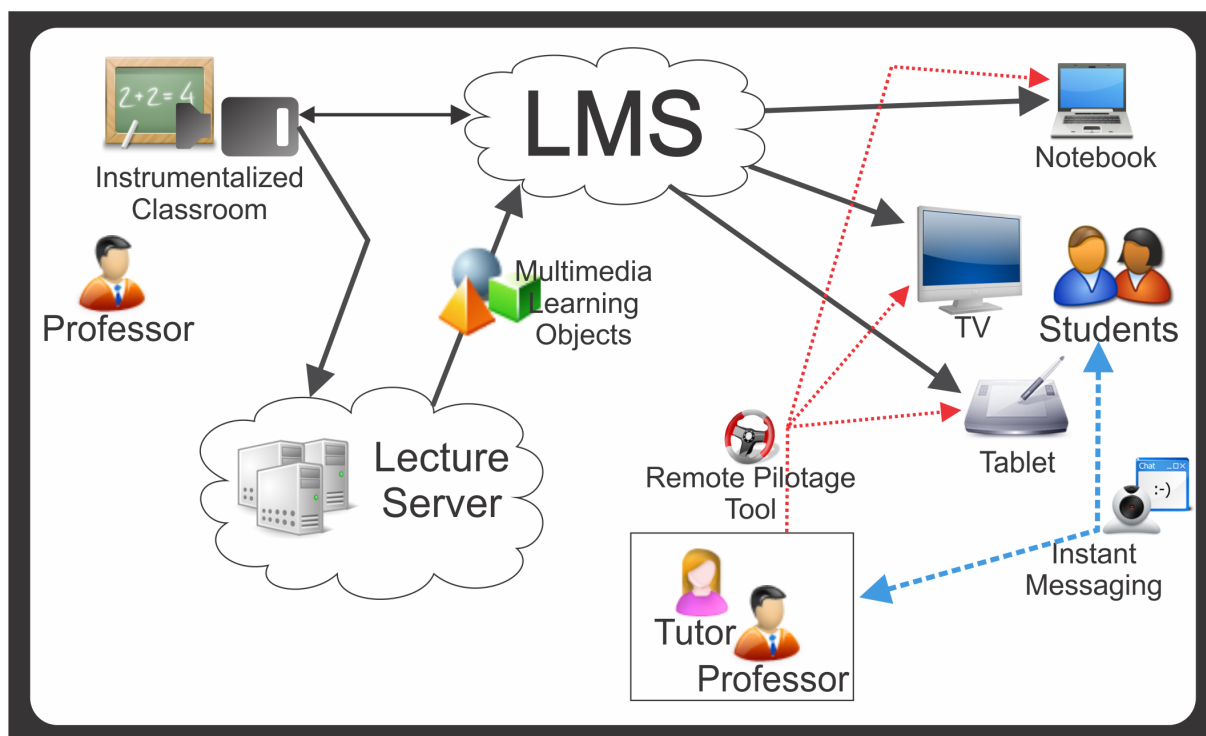 2+2=4
Instrumentalized
Classroom
Professor
LMS
Multimedia
Learning
Objects
Lecture
Server
Notebook
TV
Students
Tablet
Remote Pilotage
Tool
Chat
:-)
Instant
Messaging
Tutor
Professor